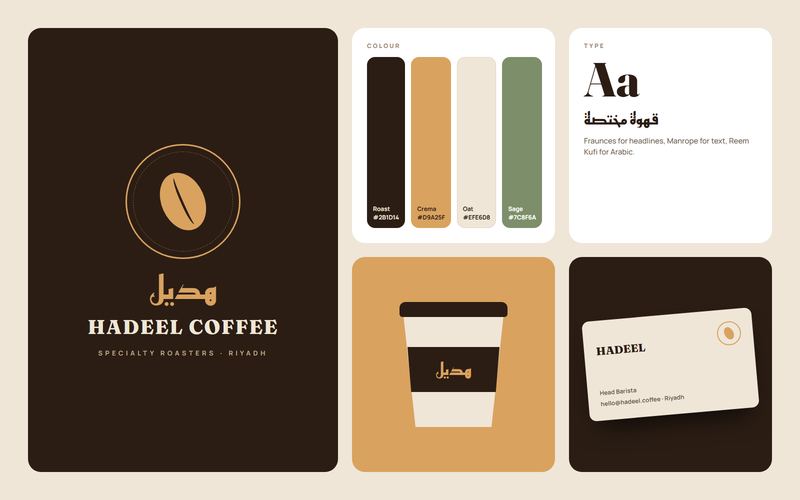 هديل
HADEEL COFFEE
SPECIALTY ROASTERS · RIYADH
COLOUR
Roast
#2B1D14
Crema
#D9A25F
Oat
#EFE6D8
Sage
#7C8F6A
TYPE
Aa
قهوة مختصة
Fraunces for headlines, Manrope for text, Reem
Kufi for Arabic.
هديل
HADEEL
Head Barista
hello@hadeel.coffee · Riyadh